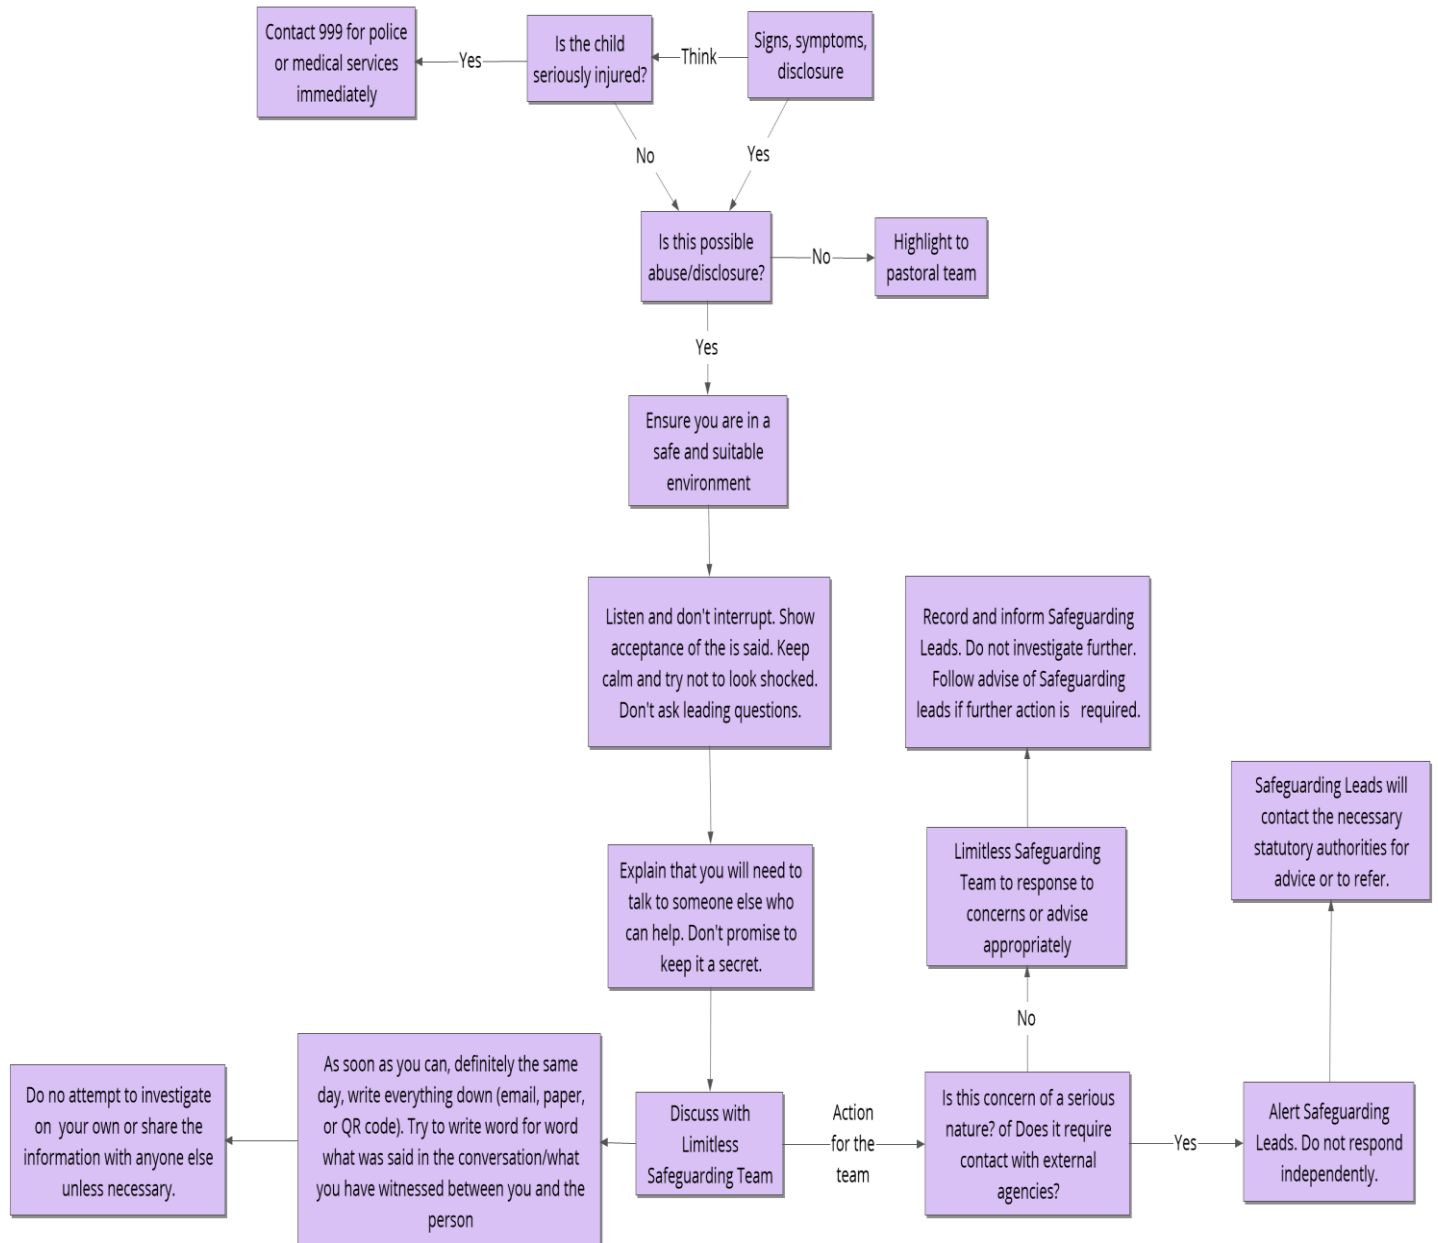 Contact 999 for police
or medical services
immediately
Yes
Is the child
seriously injured?
Think
Signs, symptoms,
disclosure
No
Yes
Is this possible
abuse/disclosure?
No
Highlight to
pastoral team
Yes
Ensure you are in a
safe and suitable
environment
Listen and don't interrupt. Show
acceptance of the is said. Keep
calm and try not to look shocked.
Don't ask leading questions.
Record and inform Safeguarding
Leads. Do not investigate further.
Follow advise of Safeguarding
leads if further action is required.
Explain that you will need to
talk to someone else who
can help. Don't promise to
keep it a secret.
Limitless Safeguarding
Team to response to
concerns or advise
appropriately
Safeguarding Leads will
contact the necessary
statutory authorities for
advice or to refer.
No
Do no attempt to investigate
on your own or share the
information with anyone else
unless necessary.
As soon as you can, definitely the same
day, write everything down (email, paper,
or QR code). Try to write word for word
what was said in the conversation/what
you have witnessed between you and the
person
Discuss with
Limitless
Safeguarding Team
Action
for the
team
Is this concern of a serious
nature? of Does it require
contact with external
agencies?
Yes
Alert Safeguarding
Leads. Do not respond
independently.